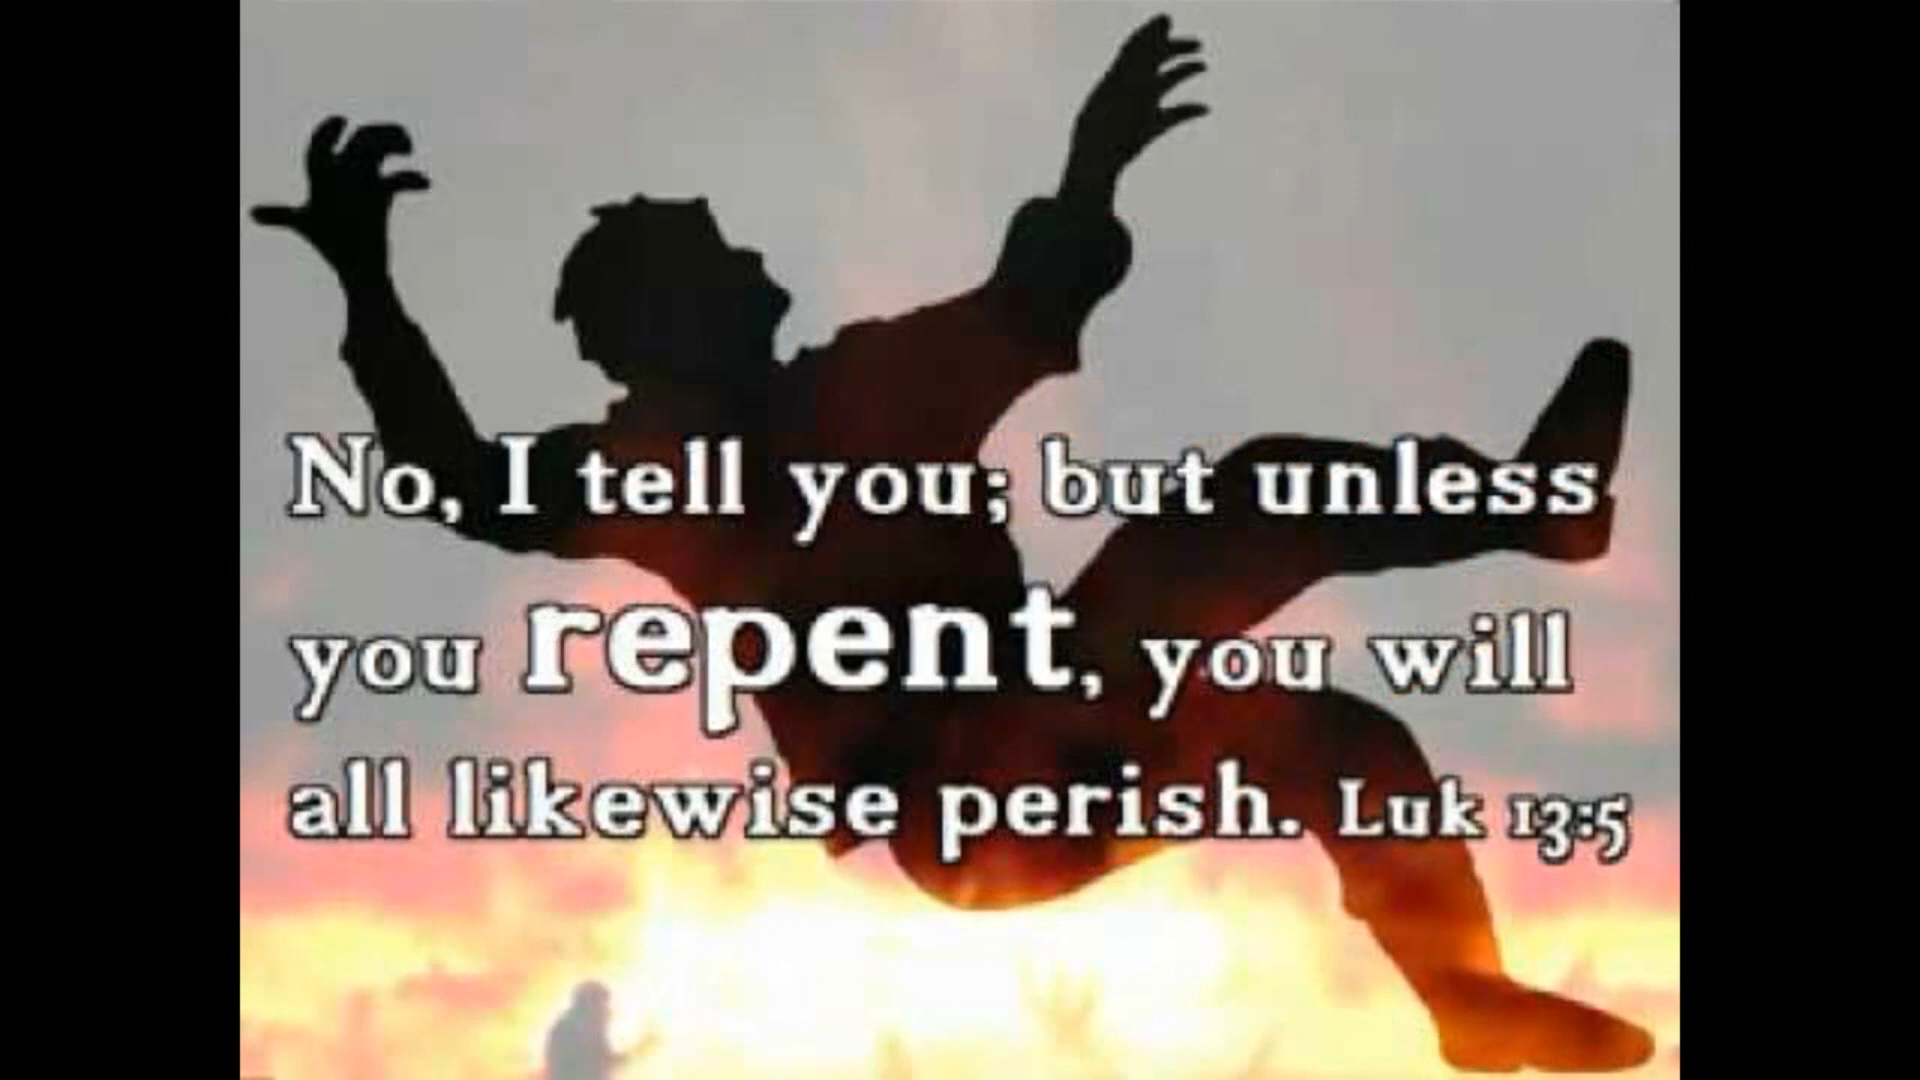 No, I tell you; but unless
you repent, you will
all likewise perish. Luk 13:5